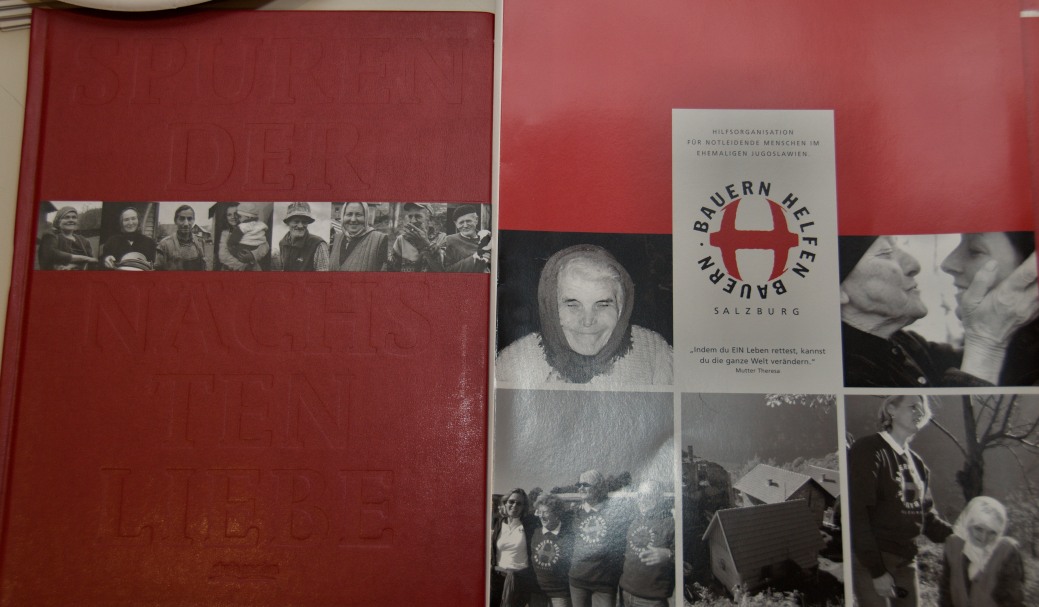 SPUREN
DER
NÄCHS
TEN
LIEBE
HILFSORGANISATION
FÜR NOTLEIDENDE MENSCHEN IM
EHEMALIGEN JUGOSLAWIEN
BAUERN HELFEN BAUERN ·
SALZBURG
„Indem du EIN Leben rettest, kannst
du die ganze Welt verändern.“
Mutter Theresa